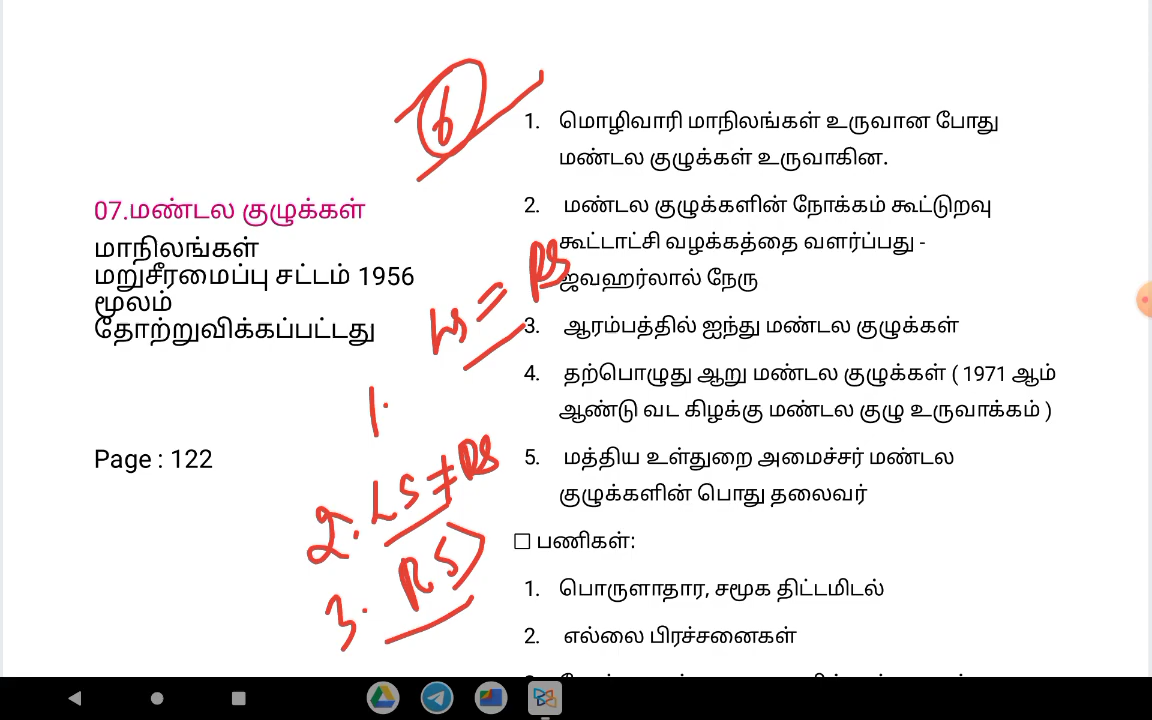 07.மண்டல குழுக்கள்
மாநிலங்கள்
மறுசீரமைப்பு சட்டம் 1956
மூலம்
தோற்றுவிக்கப்பட்டது
Page : 122
6
LS = RS
1.
2. LS ≠ RS
3. RS
1. மொழிவாரி மாநிலங்கள் உருவான போது
மண்டல குழுக்கள் உருவாகின.
2. மண்டல குழுக்களின் நோக்கம் கூட்டுறவு
கூட்டாட்சி வழக்கத்தை வளர்ப்பது -
ஜவஹர்லால் நேரு
3. ஆரம்பத்தில் ஐந்து மண்டல குழுக்கள்
4. தற்பொழுது ஆறு மண்டல குழுக்கள் ( 1971 ஆம்
ஆண்டு வட கிழக்கு மண்டல குழு உருவாக்கம் )
5. மத்திய உள்துறை அமைச்சர் மண்டல
குழுக்களின் பொது தலைவர்
☐ பணிகள்:
1. பொருளாதார, சமூக திட்டமிடல்
2. எல்லை பிரச்சனைகள்